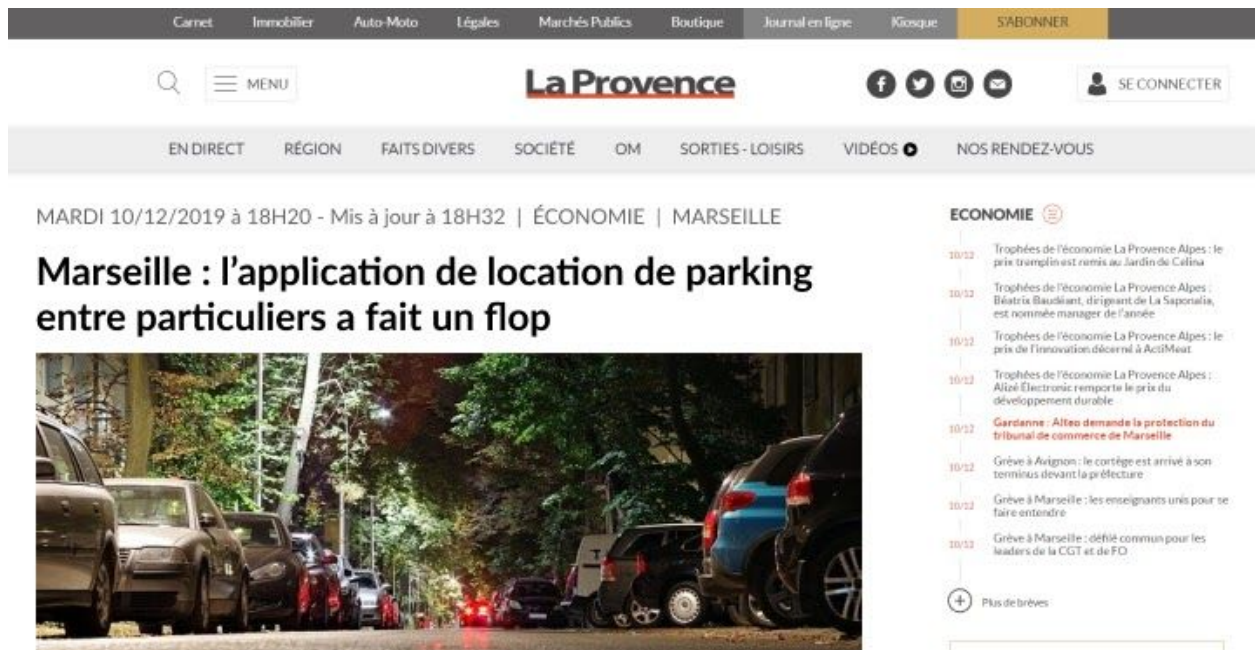 Carnet Immobilier Auto-Moto Légales Marchés Publics Boutique Journal en ligne Kiosque S'ABONNER
MENU LaProvence SE CONNECTER
EN DIRECT RÉGION FAITS DIVERS SOCIÉTÉ OM SORTIES - LOISIRS VIDÉOS NOS RENDEZ-VOUS
MARDI 10/12/2019 à 18H20 - Mis à jour à 18H32 | ÉCONOMIE | MARSEILLE
Marseille : l'application de location de parking
entre particuliers a fait un flop
ECONOMIE
10/12 Trophées de l'économie La Provence Alpes : le
prix tremplin est remis au Jardin de Celina
10/12 Trophées de l'économie La Provence Alpes :
Béatrix Baudéant, dirigeant de La Saponalia,
est nommée manager de l'année
10/12 Trophées de l'économie La Provence Alpes : le
prix de l'innovation décerné à ActiMeat
10/12 Trophées de l'économie La Provence Alpes :
Alizé Électronic remporte le prix du
développement durable
10/12 Gardanne : Alteo demande la protection du
tribunal de commerce de Marseille
10/12 Grève à Avignon : le cortège est arrivé à son
terminus devant la préfecture
10/12 Grève à Marseille : les enseignants unis pour se
faire entendre
10/12 Grève à Marseille : défilé commun pour les
leaders de la CGT et de FO
Plus de brèves